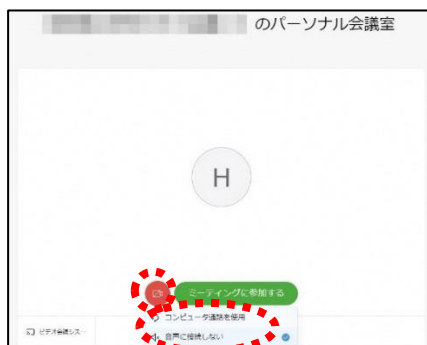 のパーソナル会議室
H
ミーティングに参加する
コンピュータ通話を使用
音声に接続しない
ビデオ会議シス…